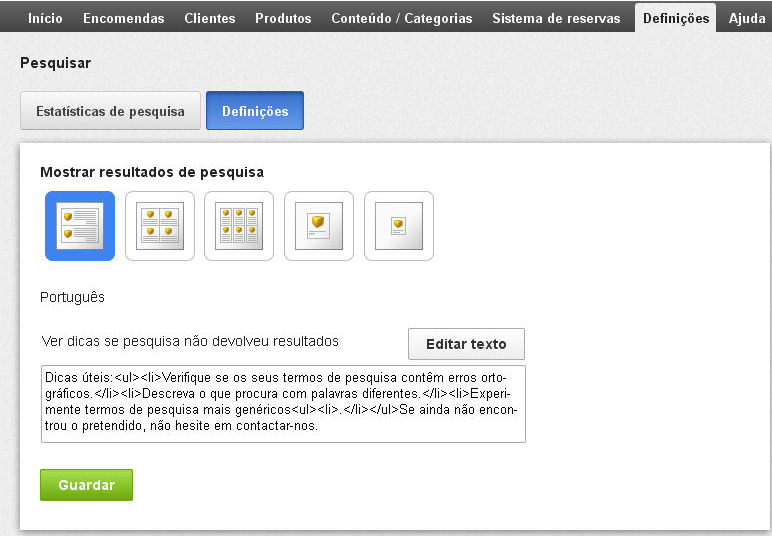 Início Encomendas Clientes Produtos Conteúdo / Categorias Sistema de reservas Definições Ajuda
Pesquisar
Estatísticas de pesquisa Definições
Mostrar resultados de pesquisa
Português
Ver dicas se pesquisa não devolveu resultados Editar texto
Dicas úteis:<ul><li>Verifique se os seus termos de pesquisa contêm erros orto-
gráficos.</li><li>Descreva o que procura com palavras diferentes.</li><li>Experi-
mente termos de pesquisa mais genéricos<ul><li>.</li></ul>Se ainda não encon-
trou o pretendido, não hesite em contactar-nos.
Guardar